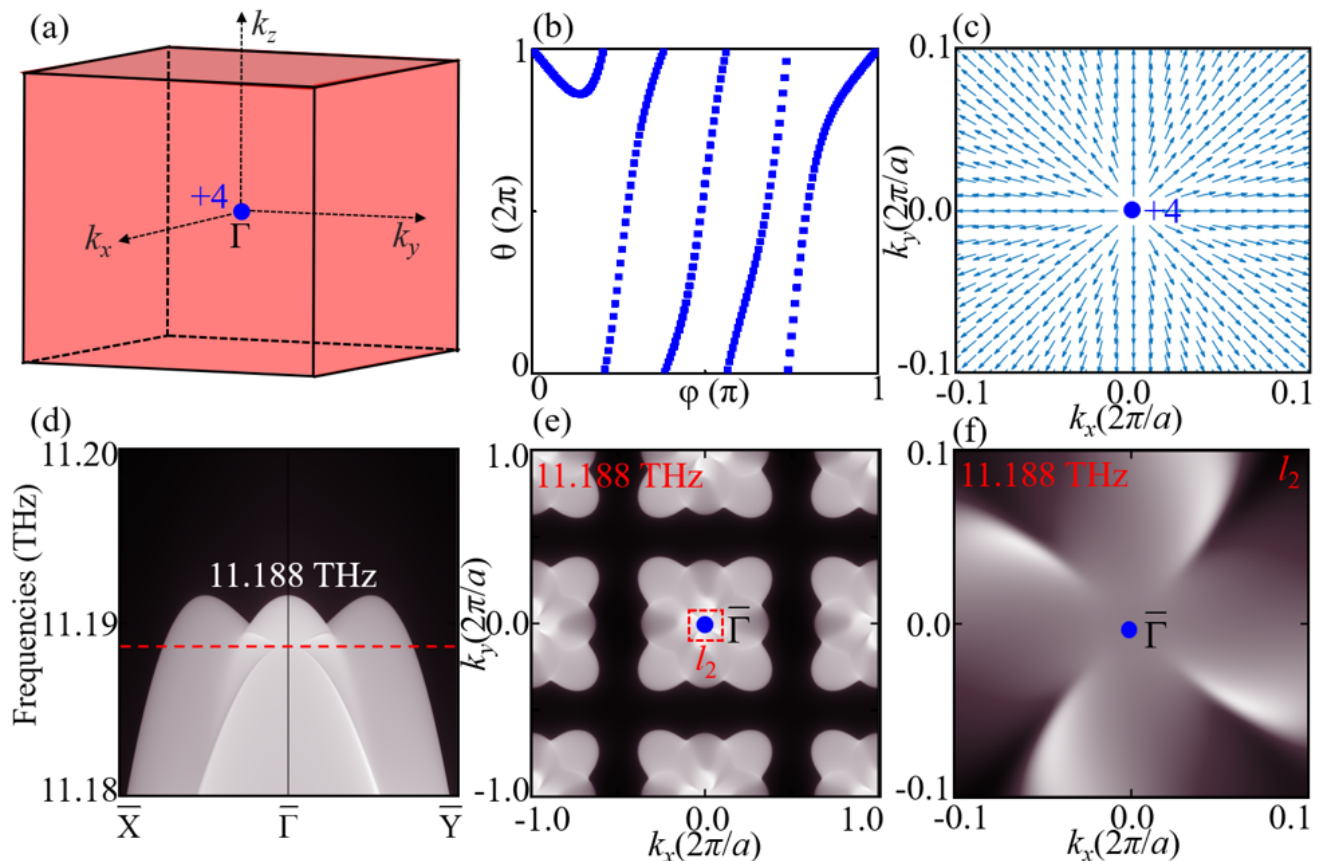 (a)
k_z
+4
Γ
k_x
k_y
(b)
1
θ (2π)
0
0
φ (π)
1
(c)
0.1
k_y(2π/a)
0.0
+4
-0.1
-0.1
0.0
0.1
k_x(2π/a)
(d)
11.20
Frequencies (THz)
11.188 THz
11.19
11.18
X̅
Γ̅
Y̅
(e)
1.0
11.188 THz
k_y(2π/a)
0.0
Γ̅
l_2
-1.0
-1.0
0.0
1.0
k_x(2π/a)
(f)
0.1
11.188 THz
l_2
0.0
Γ̅
-0.1
-0.1
0.0
0.1
k_x(2π/a)